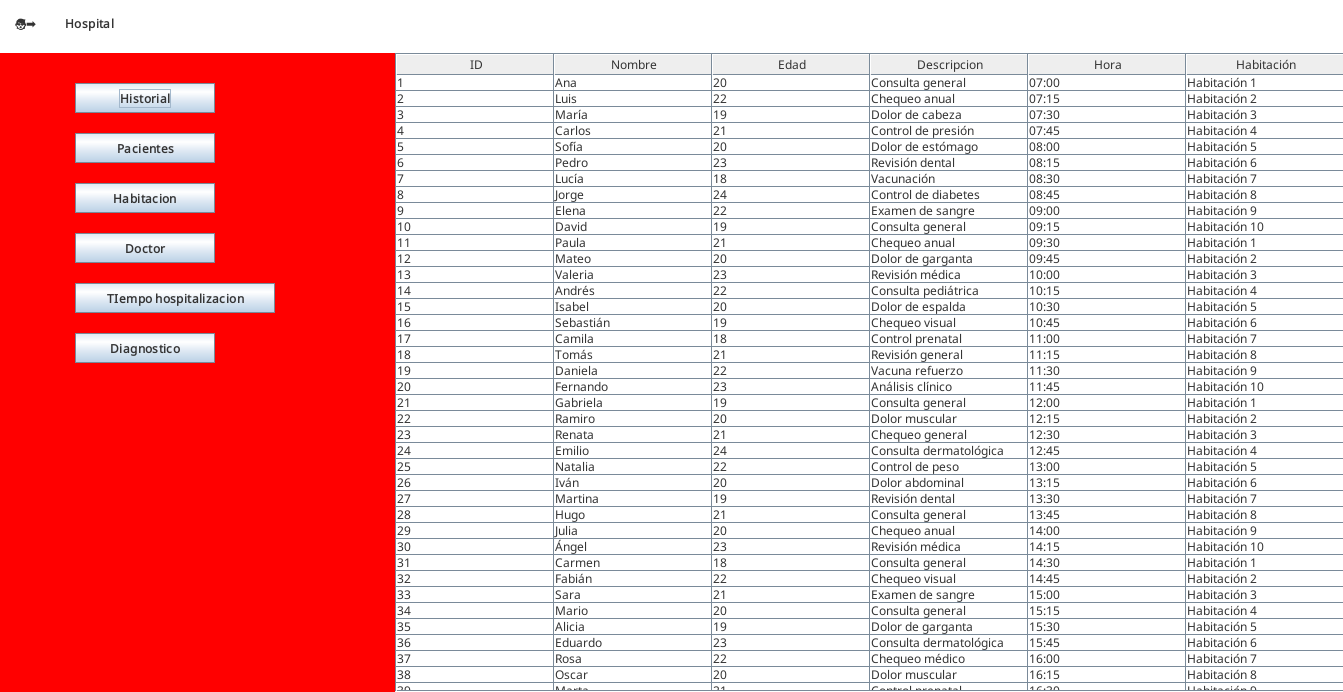 Hospital
Historial
Pacientes
Habitacion
Doctor
TIempo hospitalizacion
Diagnostico
ID Nombre Edad Descripcion Hora Habitación
1 Ana 20 Consulta general 07:00 Habitación 1
2 Luis 22 Chequeo anual 07:15 Habitación 2
3 María 19 Dolor de cabeza 07:30 Habitación 3
4 Carlos 21 Control de presión 07:45 Habitación 4
5 Sofía 20 Dolor de estómago 08:00 Habitación 5
6 Pedro 23 Revisión dental 08:15 Habitación 6
7 Lucía 18 Vacunación 08:30 Habitación 7
8 Jorge 24 Control de diabetes 08:45 Habitación 8
9 Elena 22 Examen de sangre 09:00 Habitación 9
10 David 19 Consulta general 09:15 Habitación 10
11 Paula 21 Chequeo anual 09:30 Habitación 1
12 Mateo 20 Dolor de garganta 09:45 Habitación 2
13 Valeria 23 Revisión médica 10:00 Habitación 3
14 Andrés 22 Consulta pediátrica 10:15 Habitación 4
15 Isabel 20 Dolor de espalda 10:30 Habitación 5
16 Sebastián 19 Chequeo visual 10:45 Habitación 6
17 Camila 18 Control prenatal 11:00 Habitación 7
18 Tomás 21 Revisión general 11:15 Habitación 8
19 Daniela 22 Vacuna refuerzo 11:30 Habitación 9
20 Fernando 23 Análisis clínico 11:45 Habitación 10
21 Gabriela 19 Consulta general 12:00 Habitación 1
22 Ramiro 20 Dolor muscular 12:15 Habitación 2
23 Renata 21 Chequeo general 12:30 Habitación 3
24 Emilio 24 Consulta dermatológica 12:45 Habitación 4
25 Natalia 22 Control de peso 13:00 Habitación 5
26 Iván 20 Dolor abdominal 13:15 Habitación 6
27 Martina 19 Revisión dental 13:30 Habitación 7
28 Hugo 21 Consulta general 13:45 Habitación 8
29 Julia 20 Chequeo anual 14:00 Habitación 9
30 Ángel 23 Revisión médica 14:15 Habitación 10
31 Carmen 18 Consulta general 14:30 Habitación 1
32 Fabián 22 Chequeo visual 14:45 Habitación 2
33 Sara 21 Examen de sangre 15:00 Habitación 3
34 Mario 20 Consulta general 15:15 Habitación 4
35 Alicia 19 Dolor de garganta 15:30 Habitación 5
36 Eduardo 23 Consulta dermatológica 15:45 Habitación 6
37 Rosa 22 Chequeo médico 16:00 Habitación 7
38 Oscar 20 Dolor muscular 16:15 Habitación 8